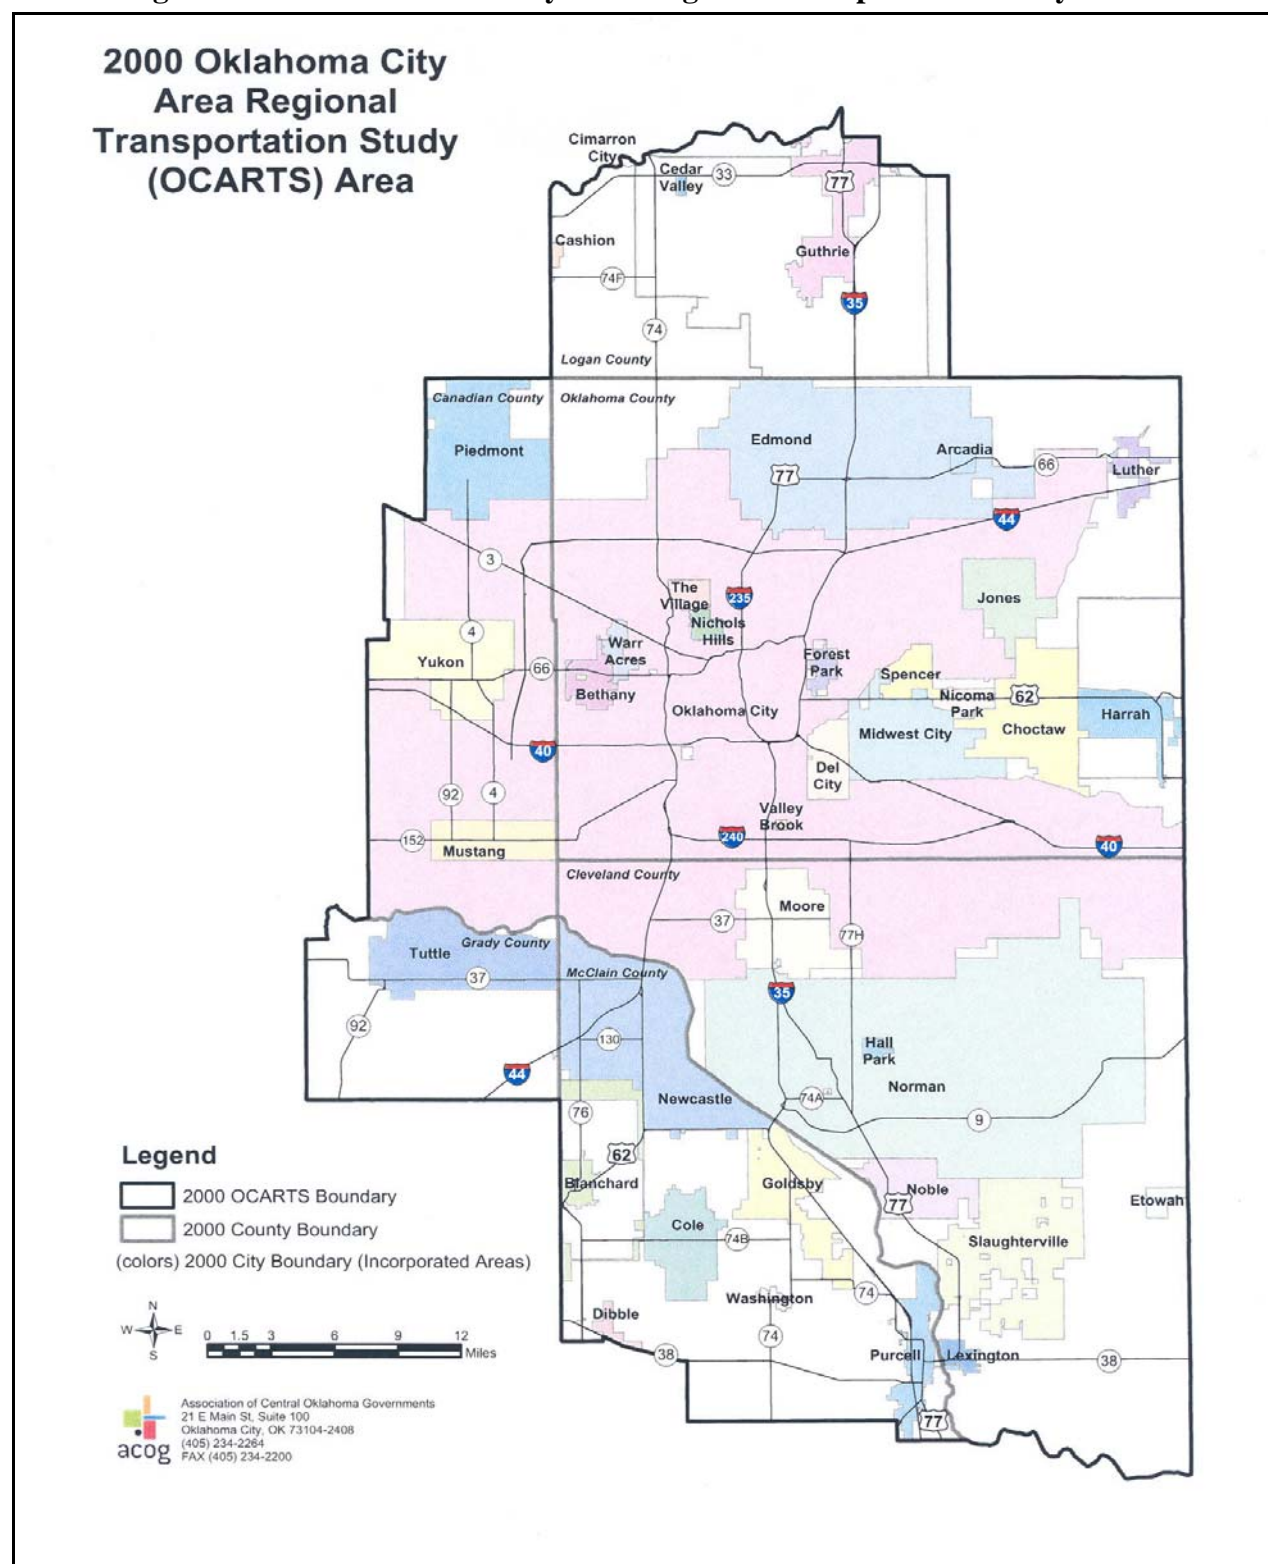 2000 Oklahoma City
Area Regional
Transportation Study
(OCARTS) Area
Cimarron
City
Cedar
Valley
33
77
Cashion
Guthrie
74F
35
74
Logan County
Canadian County
Oklahoma County
Piedmont
Edmond
Arcadia
77
66
Luther
44
3
The
Village
235
Jones
Nichols
Hills
4
Warr
Acres
Forest
Park
Yukon
66
Spencer
Bethany
Nicoma
Park
62
Oklahoma City
Harrah
Midwest City
Choctaw
40
Del
City
92
4
Valley
Brook
152
240
40
Mustang
Cleveland County
Moore
37
77H
Tuttle
Grady County
37
McClain County
35
92
130
Hall
Park
44
Norman
Newcastle
74A
76
9
62
Blanchard
Goldsby
Noble
77
Etowah
Cole
74B
Slaughterville
Washington
74
Dibble
74
38
Purcell
Lexington
38
77
Legend
2000 OCARTS Boundary
2000 County Boundary
(colors) 2000 City Boundary (Incorporated Areas)
N
W E
S
0 1.5 3 6 9 12
Miles
acog
Association of Central Oklahoma Governments
21 E Main St, Suite 100
Oklahoma City, OK 73104-2408
(405) 234-2264
FAX (405) 234-2200